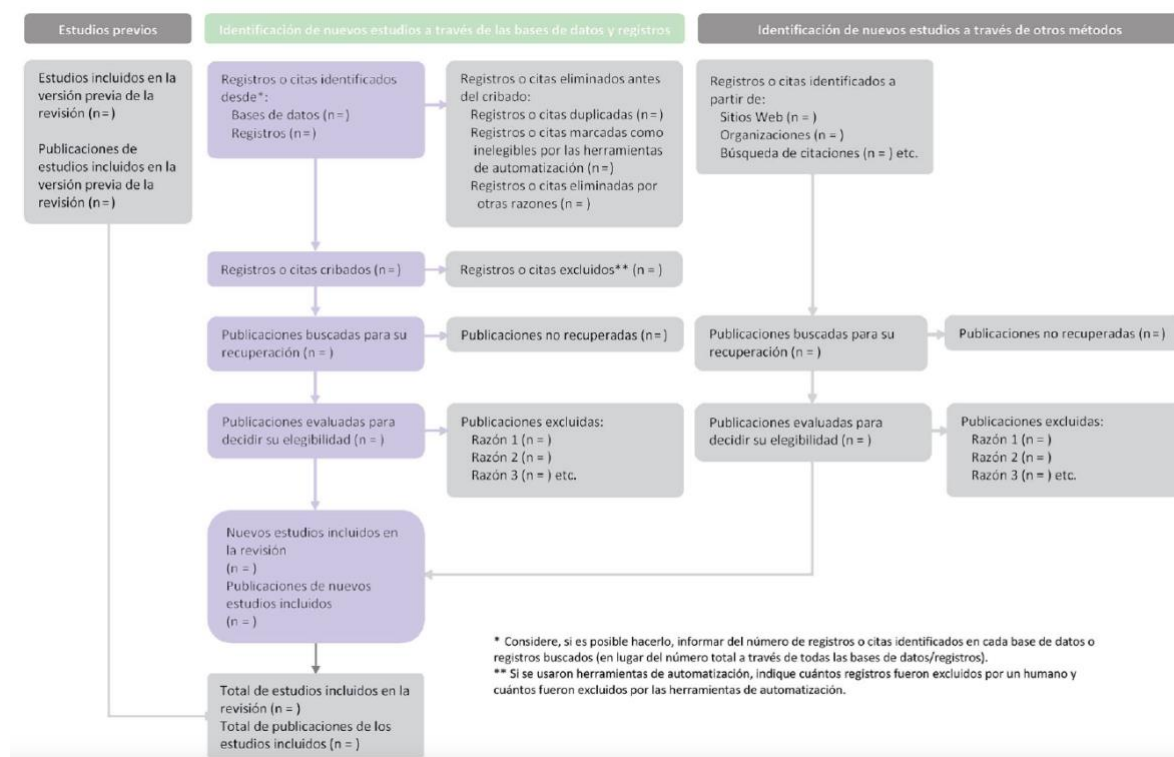 Estudios previos
Identificación de nuevos estudios a través de las bases de datos y registros
Identificación de nuevos estudios a través de otros métodos
Estudios incluidos en la
versión previa de la
revisión (n= )
Publicaciones de
estudios incluidos en la
versión previa de la
revisión (n= )
Registros o citas identificados
desde*:
Bases de datos (n= )
Registros (n= )
Registros o citas eliminados antes
del cribado:
Registros o citas duplicadas (n= )
Registros o citas marcadas como
inelegibles por las herramientas
de automatización (n= )
Registros o citas eliminadas por
otras razones (n = )
Registros o citas identificados a
partir de:
Sitios Web (n = )
Organizaciones (n = )
Búsqueda de citaciones (n = ) etc.
Registros o citas cribados (n = )
Registros o citas excluidos** (n = )
Publicaciones buscadas para su
recuperación (n = )
Publicaciones no recuperadas (n= )
Publicaciones buscadas para su
recuperación (n = )
Publicaciones no recuperadas (n= )
Publicaciones evaluadas para
decidir su elegibilidad (n = )
Publicaciones excluidas:
Razón 1 (n = )
Razón 2 (n = )
Razón 3 (n = ) etc.
Publicaciones evaluadas para
decidir su elegibilidad (n = )
Publicaciones excluidas:
Razón 1 (n = )
Razón 2 (n = )
Razón 3 (n = ) etc.
Nuevos estudios incluidos en
la revisión
(n = )
Publicaciones de nuevos
estudios incluidos
(n = )
* Considere, si es posible hacerlo, informar del número de registros o citas identificados en cada base de datos o
registros buscados (en lugar del número total a través de todas las bases de datos/registros).
** Si se usaron herramientas de automatización, indique cuántos registros fueron excluidos por un humano y
cuántos fueron excluidos por las herramientas de automatización.
Total de estudios incluidos en la
revisión (n = )
Total de publicaciones de los
estudios incluidos (n = )